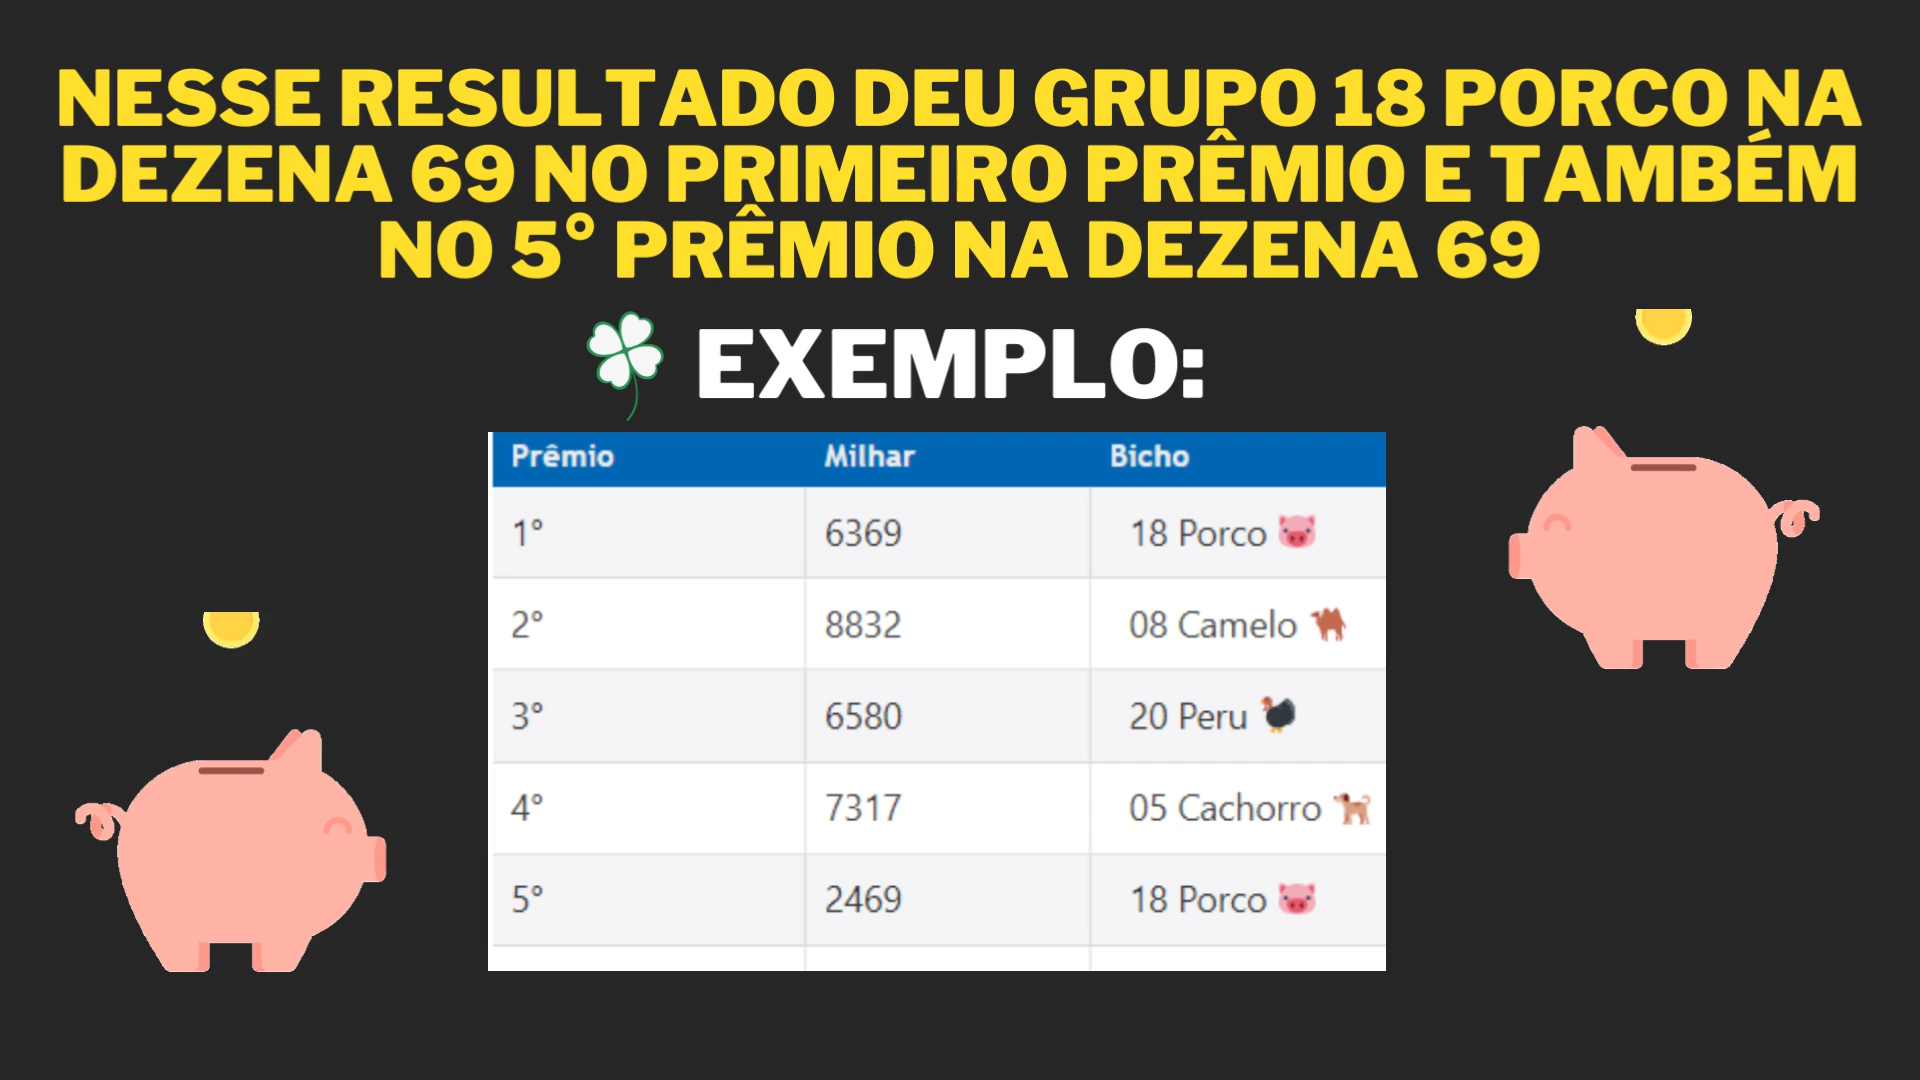 NESSE RESULTADO DEU GRUPO 18 PORCO NA
DEZENA 69 NO PRIMEIRO PRÊMIO E TAMBÉM
NO 5° PRÊMIO NA DEZENA 69
EXEMPLO:
Prêmio Milhar Bicho
1° 6369 18 Porco
2° 8832 08 Camelo
3° 6580 20 Peru
4° 7317 05 Cachorro
5° 2469 18 Porco